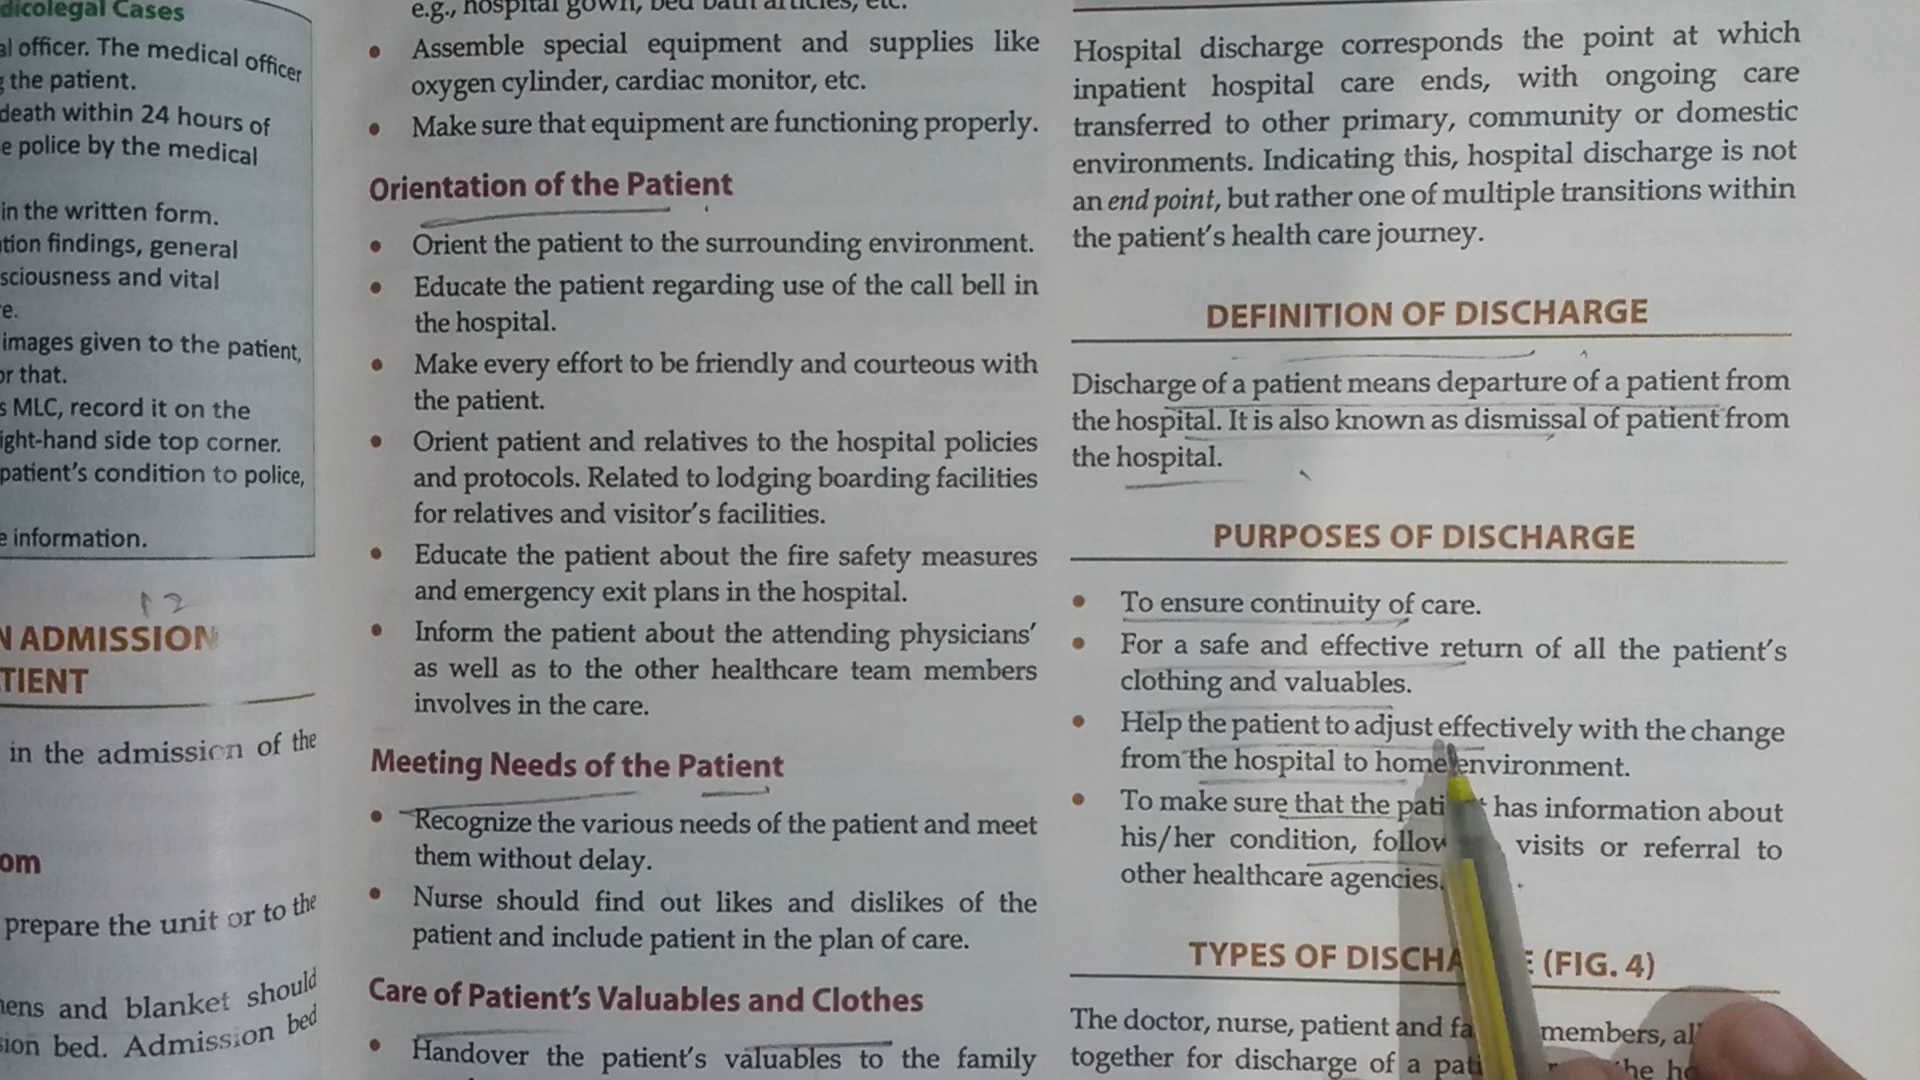 dicolegal Cases
al officer. The medical officer
the patient.
death within 24 hours of
e police by the medical
in the written form.
tion findings, general
sciousness and vital
e.
images given to the patient,
or that.
s MLC, record it on the
ight-hand side top corner.
patient's condition to police,
e information.
12
N ADMISSION
TIENT
in the admission of the
om
prepare the unit or to the
nens and blanket should
sion bed. Admission bed
e.g., hospital gown, bed bath articles, etc.
• Assemble special equipment and supplies like
oxygen cylinder, cardiac monitor, etc.
• Make sure that equipment are functioning properly.
Orientation of the Patient
• Orient the patient to the surrounding environment.
• Educate the patient regarding use of the call bell in
the hospital.
• Make every effort to be friendly and courteous with
the patient.
• Orient patient and relatives to the hospital policies
and protocols. Related to lodging boarding facilities
for relatives and visitor's facilities.
• Educate the patient about the fire safety measures
and emergency exit plans in the hospital.
• Inform the patient about the attending physicians'
as well as to the other healthcare team members
involves in the care.
Meeting Needs of the Patient
• Recognize the various needs of the patient and meet
them without delay.
• Nurse should find out likes and dislikes of the
patient and include patient in the plan of care.
Care of Patient's Valuables and Clothes
• Handover the patient's valuables to the family
Hospital discharge corresponds the point at which
inpatient hospital care ends, with ongoing care
transferred to other primary, community or domestic
environments. Indicating this, hospital discharge is not
an end point, but rather one of multiple transitions within
the patient's health care journey.
DEFINITION OF DISCHARGE
Discharge of a patient means departure of a patient from
the hospital. It is also known as dismissal of patient from
the hospital.
PURPOSES OF DISCHARGE
• To ensure continuity of care.
• For a safe and effective return of all the patient's
clothing and valuables.
• Help the patient to adjust effectively with the change
from the hospital to home environment.
• To make sure that the pati t has information about
his/her condition, follow visits or referral to
other healthcare agencies.
TYPES OF DISCHA E (FIG. 4)
The doctor, nurse, patient and fa members, all
together for discharge of a pati he ho